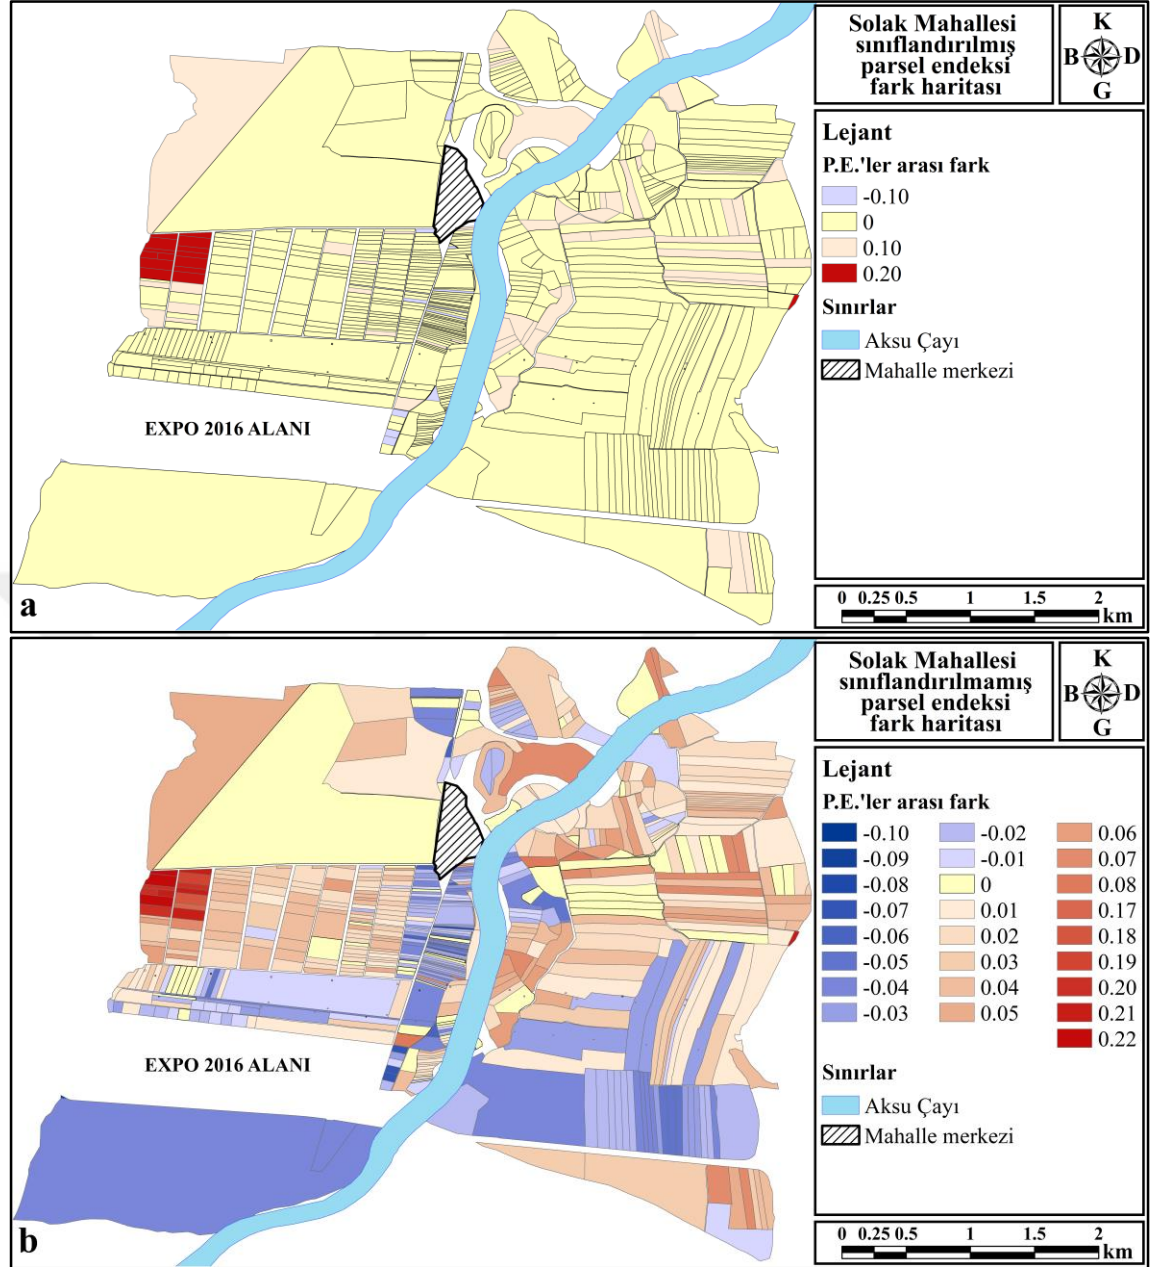 Solak Mahallesi
sınıflandırılmış
parsel endeksi
fark haritası
K
B
D
G
Lejant
P.E.'ler arası fark
-0.10
0
0.10
0.20
Sınırlar
Aksu Çayı
Mahalle merkezi
EXPO 2016 ALANI
a
0 0.25 0.5 1 1.5 2
km
Solak Mahallesi
sınıflandırılmamış
parsel endeksi
fark haritası
K
B
D
G
Lejant
P.E.'ler arası fark
-0.10 -0.02 0.06
-0.09 -0.01 0.07
-0.08 0 0.08
-0.07 0.01 0.17
-0.06 0.02 0.18
-0.05 0.03 0.19
-0.04 0.04 0.20
-0.03 0.05 0.21
0.22
Sınırlar
Aksu Çayı
Mahalle merkezi
EXPO 2016 ALANI
b
0 0.25 0.5 1 1.5 2
km